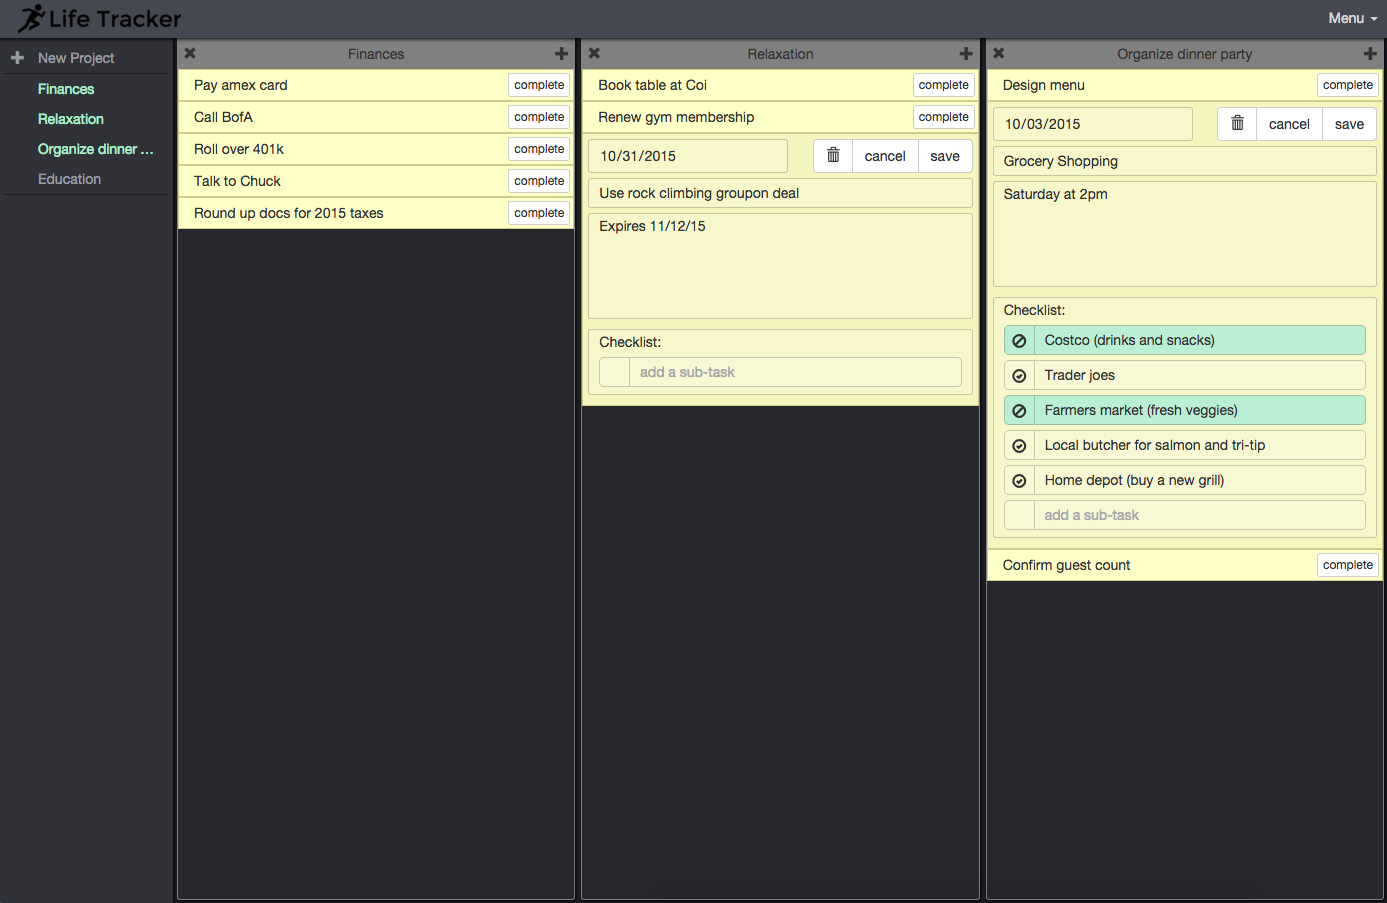 Life Tracker
Menu
New Project
Finances
Relaxation
Organize dinner ...
Education
Finances
Pay amex card
complete
Call BofA
complete
Roll over 401k
complete
Talk to Chuck
complete
Round up docs for 2015 taxes
complete
Relaxation
Book table at Coi
complete
Renew gym membership
complete
10/31/2015
cancel
save
Use rock climbing groupon deal
Expires 11/12/15
Checklist:
add a sub-task
Organize dinner party
Design menu
complete
10/03/2015
cancel
save
Grocery Shopping
Saturday at 2pm
Checklist:
Costco (drinks and snacks)
Trader joes
Farmers market (fresh veggies)
Local butcher for salmon and tri-tip
Home depot (buy a new grill)
add a sub-task
Confirm guest count
complete